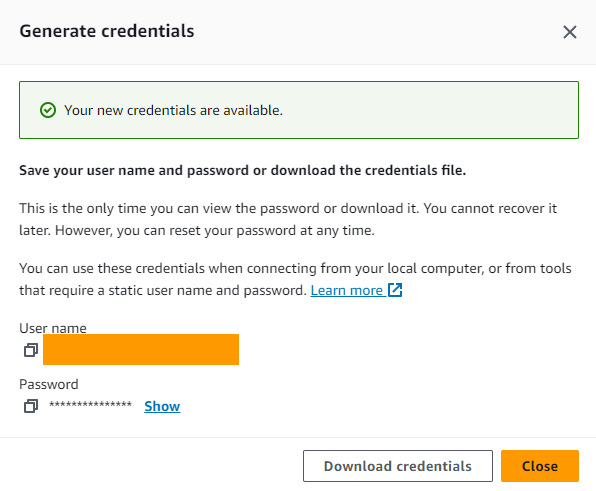 Generate credentials
Your new credentials are available.
Save your user name and password or download the credentials file.
This is the only time you can view the password or download it. You cannot recover it
later. However, you can reset your password at any time.
You can use these credentials when connecting from your local computer, or from tools
that require a static user name and password. Learn more
User name
Password
*************** Show
Download credentials Close